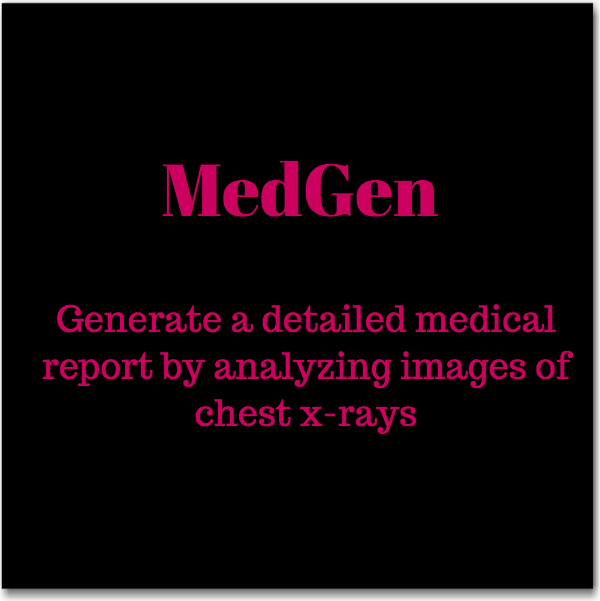 MedGen
Generate a detailed medical
report by analyzing images of
chest x-rays